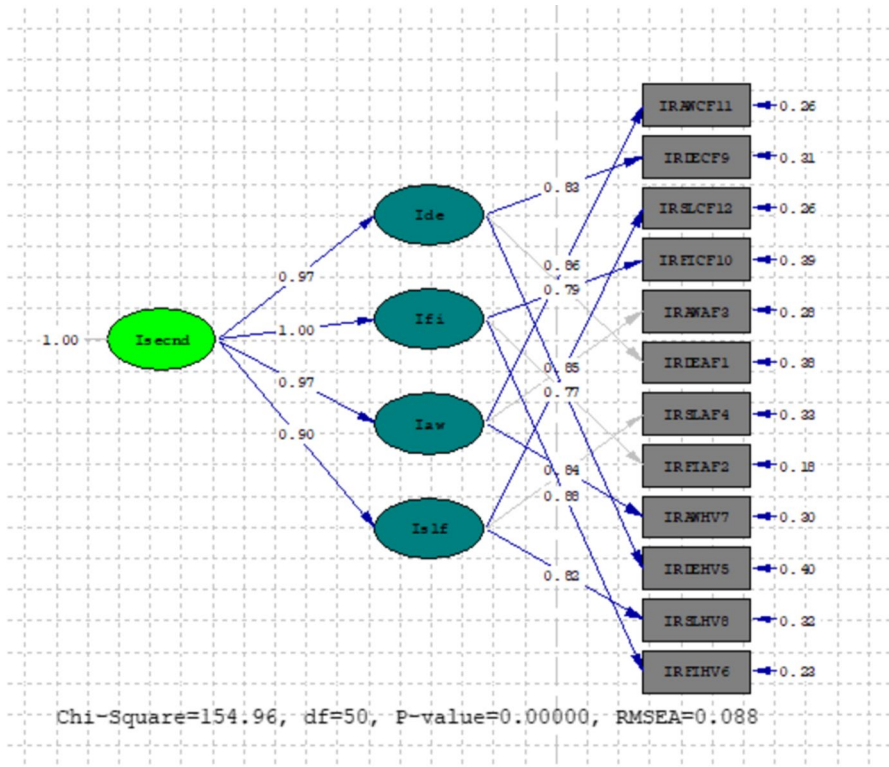 IRAWCF11 0.26
IRDECF9 0.31
0.83
IRSLCF12 0.26
Ide
IRFICF10 0.39
0.86
0.97
0.79
IRAWAF3 0.28
Ifi
1.00
1.00 Isecnd
IRDEAF1 0.38
0.85
0.97
0.77
IRSLAF4 0.33
Iaw
0.90
IRFIAF2 0.18
0.84
0.88
IRAWHV7 0.30
Islf
IRDEHV5 0.40
0.82
IRSLHV8 0.32
IRFIHV6 0.23
Chi-Square=154.96, df=50, P-value=0.00000, RMSEA=0.088